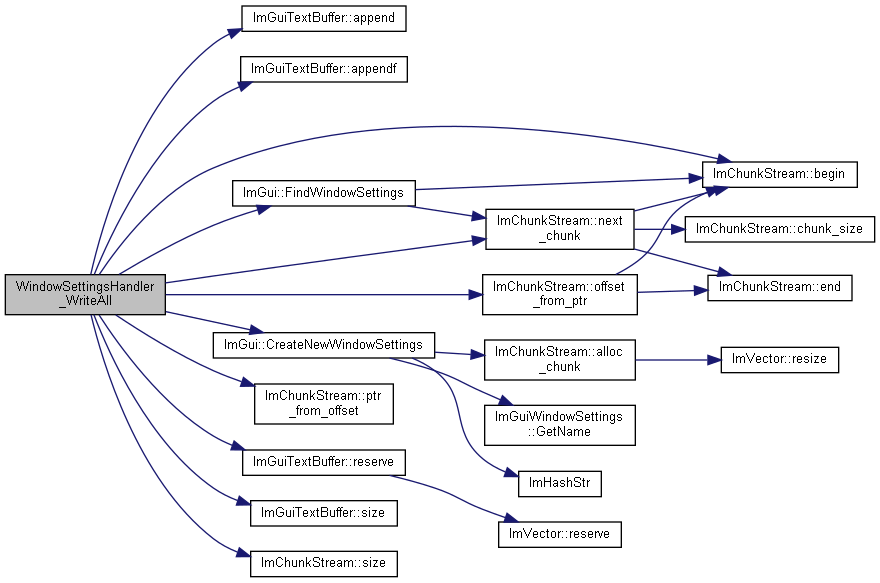 ImGuiTextBuffer::append
ImGuiTextBuffer::appendf
ImChunkStream::begin
ImGui::FindWindowSettings
ImChunkStream::next
_chunk
ImChunkStream::chunk_size
WindowSettingsHandler
_WriteAll
ImChunkStream::offset
_from_ptr
ImChunkStream::end
ImGui::CreateNewWindowSettings
ImChunkStream::alloc
_chunk
ImVector::resize
ImChunkStream::ptr
_from_offset
ImGuiWindowSettings
::GetName
ImGuiTextBuffer::reserve
ImHashStr
ImGuiTextBuffer::size
ImVector::reserve
ImChunkStream::size